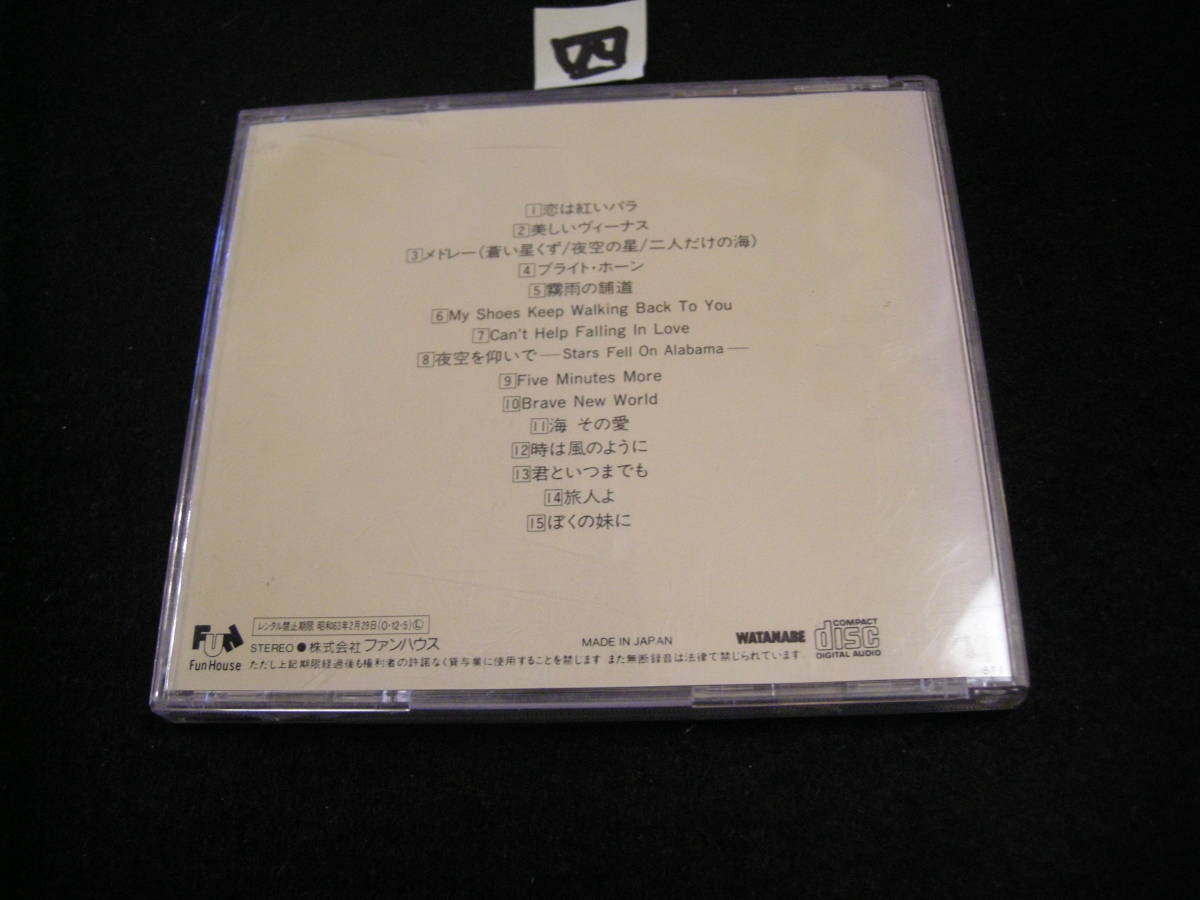 四
1 恋は紅いバラ
2 美しいヴィーナス
3 メドレー(蒼い星くず/夜空の星/二人だけの海)
4 ブライト・ホーン
5 霧雨の舗道
6 My Shoes Keep Walking Back To You
7 Can't Help Falling In Love
8 夜空を仰いで —Stars Fell On Alabama—
9 Five Minutes More
10 Brave New World
11 海 その愛
12 時は風のように
13 君といつまでも
14 旅人よ
15 ぼくの妹に
FUN
Fun House
レンタル禁止期限 昭和63年2月29日(O・12・5) Ⓛ
STEREO ● 株式会社 ファンハウス
MADE IN JAPAN
WATANABE
COMPACT
disc
DIGITAL AUDIO
ただし上記期限経過後も権利者の許諾なく貸与業に使用することを禁じます また無断録音は法律で禁じられています.